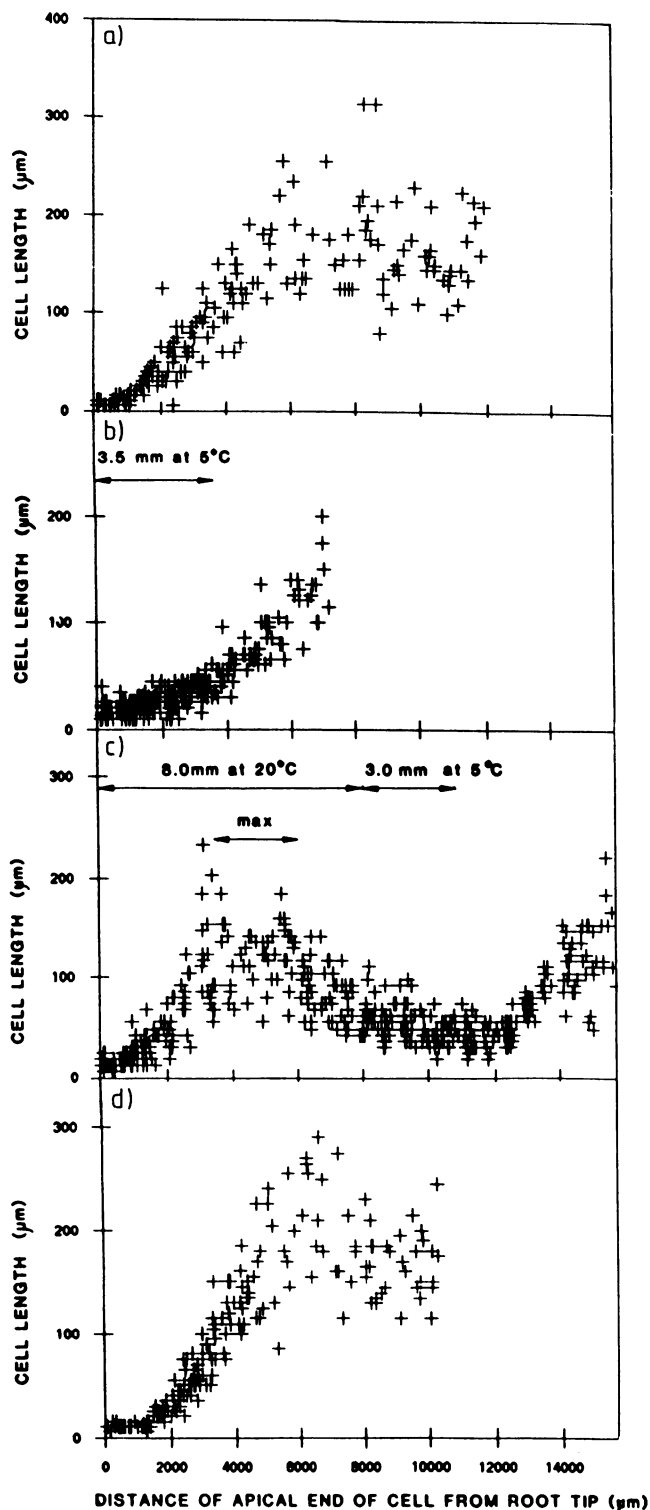 400
a)
300
200
100
0
CELL LENGTH (µm)
b)
3.5 mm at 5°C
200
100
0
CELL LENGTH (µm)
c)
8.0mm at 20°C
3.0 mm at 5°C
300
max
200
100
0
CELL LENGTH (µm)
d)
300
200
100
0
CELL LENGTH (µm)
0 2000 4000 6000 8000 10000 12000 14000
DISTANCE OF APICAL END OF CELL FROM ROOT TIP (µm)